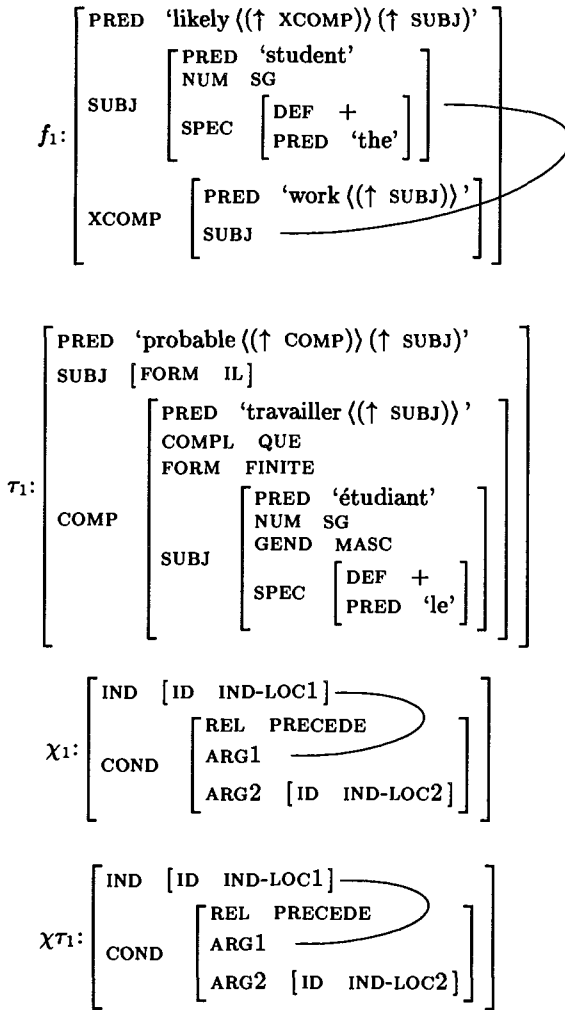 PRED ‘likely ⟨(↑ XCOMP)⟩ (↑ SUBJ)’
PRED ‘student’
NUM SG
SUBJ
DEF +
SPEC
PRED ‘the’
f₁:
PRED ‘work ⟨(↑ SUBJ)⟩ ’
XCOMP
SUBJ
PRED ‘probable ⟨(↑ COMP)⟩ (↑ SUBJ)’
SUBJ [FORM IL]
PRED ‘travailler ⟨(↑ SUBJ)⟩ ’
COMPL QUE
FORM FINITE
τ₁:
COMP
PRED ‘étudiant’
NUM SG
GEND MASC
SUBJ
DEF +
SPEC
PRED ‘le’
IND [ID IND-LOC1]
REL PRECEDE
χ₁:
COND ARG1
ARG2 [ID IND-LOC2]
IND [ID IND-LOC1]
REL PRECEDE
χτ₁:
COND ARG1
ARG2 [ID IND-LOC2]